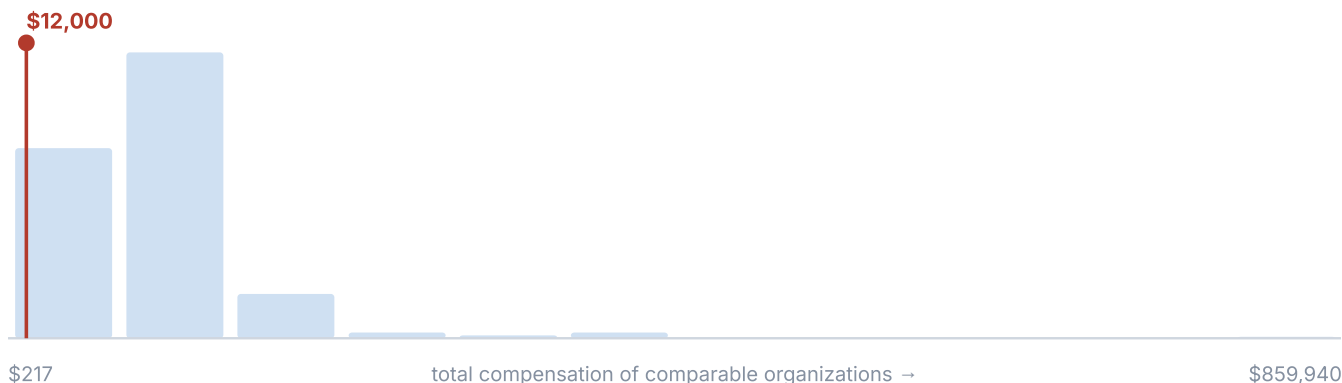 $12,000
$217
total compensation of comparable organizations →
$859,940